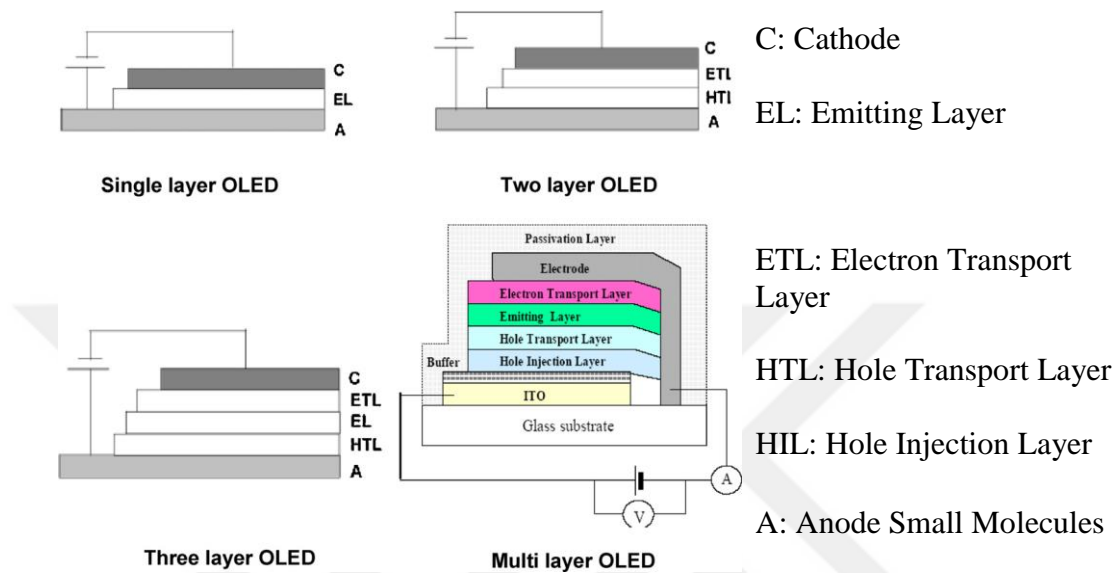 C
EL
A
Single layer OLED
C
ETL
HTL
A
Two layer OLED
C: Cathode
EL: Emitting Layer
C
ETL
EL
HTL
A
Three layer OLED
Passivation Layer
Electrode
Electron Transport Layer
Emitting Layer
Hole Transport Layer
Buffer
Hole Injection Layer
ITO
Glass substrate
A
V
Multi layer OLED
ETL: Electron Transport
Layer
HTL: Hole Transport Layer
HIL: Hole Injection Layer
A: Anode Small Molecules